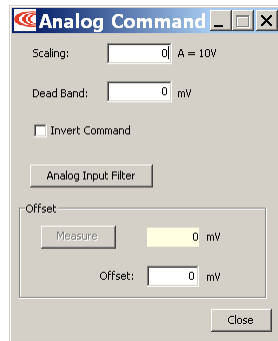 Analog Command
Scaling: 0 A = 10V
Dead Band: 0 mV
Invert Command
Analog Input Filter
Offset
Measure 0 mV
Offset: 0 mV
Close